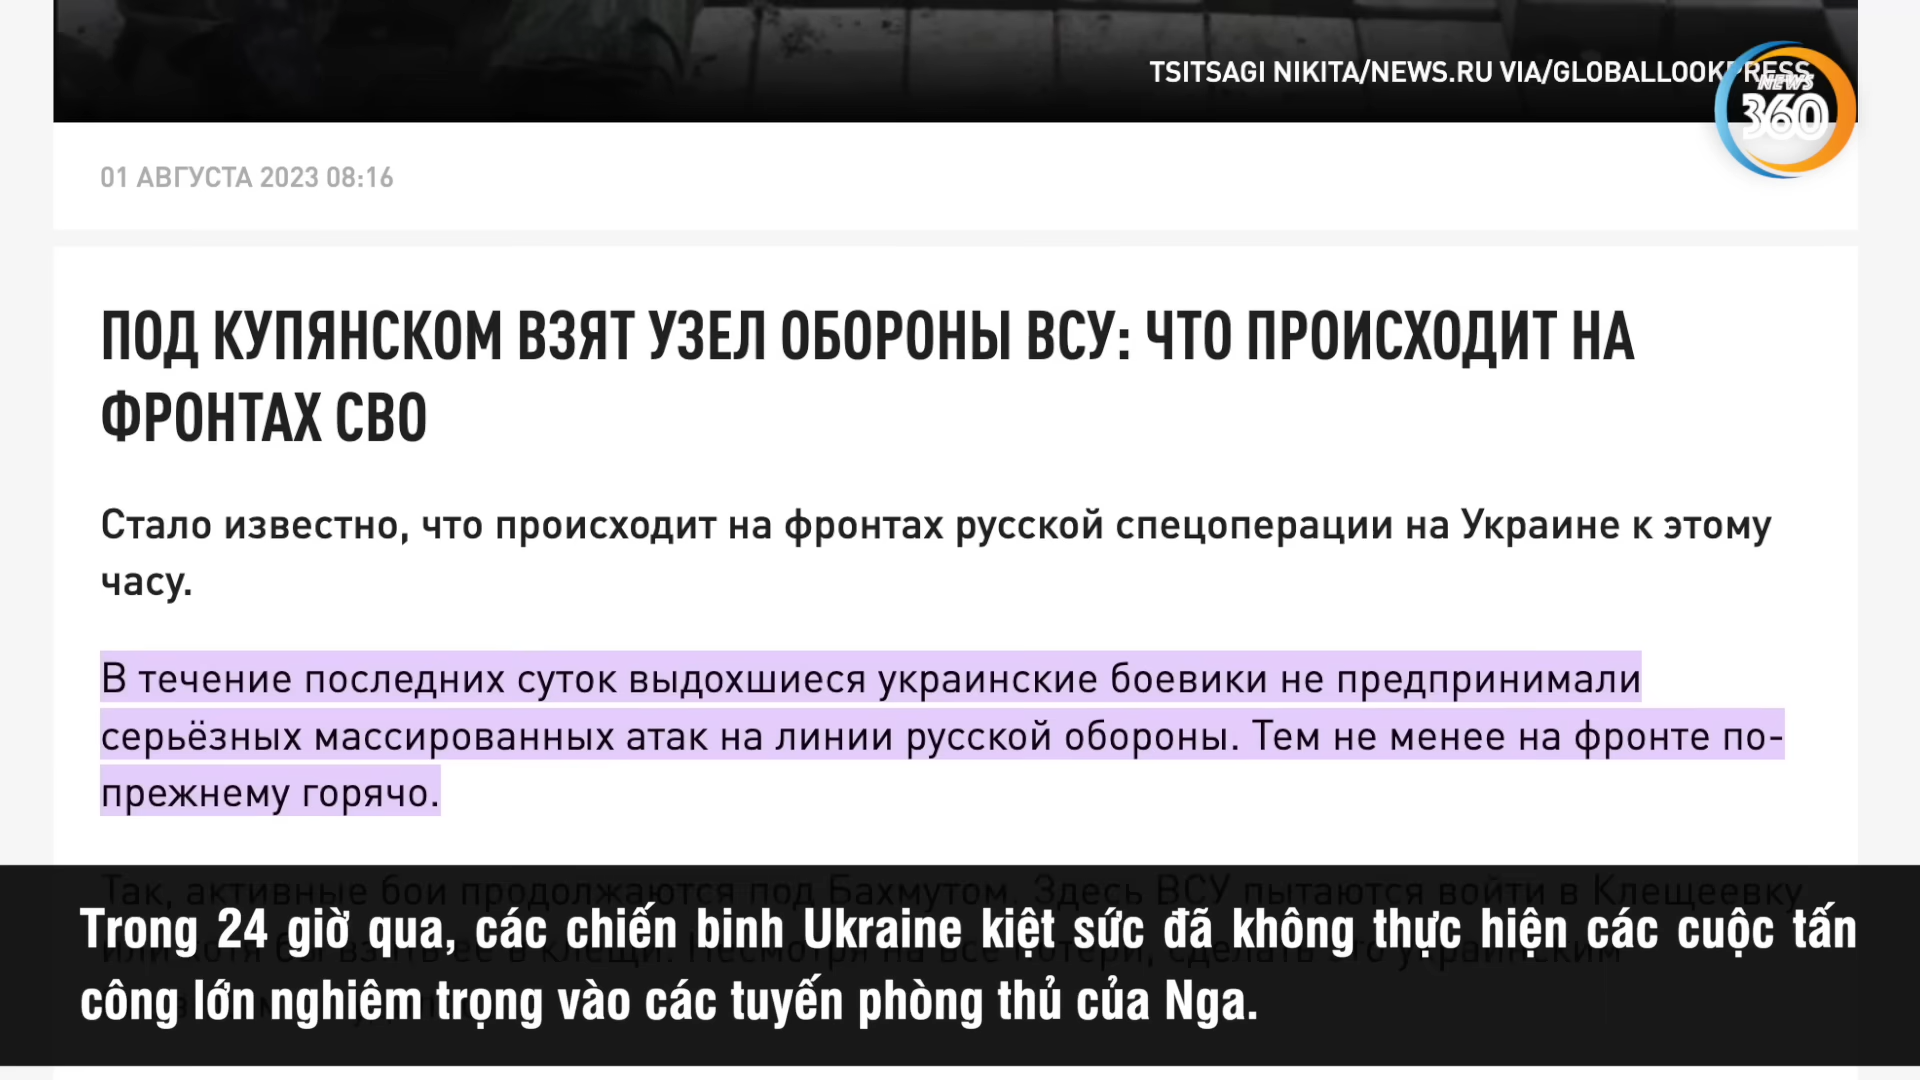 TSITSAGI NIKITA/NEWS.RU VIA/GLOBALLOOKPRESS
NEWS
360
01 АВГУСТА 2023 08:16
ПОД КУПЯНСКОМ ВЗЯТ УЗЕЛ ОБОРОНЫ ВСУ: ЧТО ПРОИСХОДИТ НА
ФРОНТАХ СВО
Стало известно, что происходит на фронтах русской спецоперации на Украине к этому
часу.
В течение последних суток выдохшиеся украинские боевики не предпринимали
серьёзных массированных атак на линии русской обороны. Тем не менее на фронте по-
прежнему горячо.
Так, активные бои продолжаются под Бахмутом. Здесь ВСУ пытаются войти в Клещеевку
Trong 24 giờ qua, các chiến binh Ukraine kiệt sức đã không thực hiện các cuộc tấn
công lớn nghiêm trọng vào các tuyến phòng thủ của Nga.